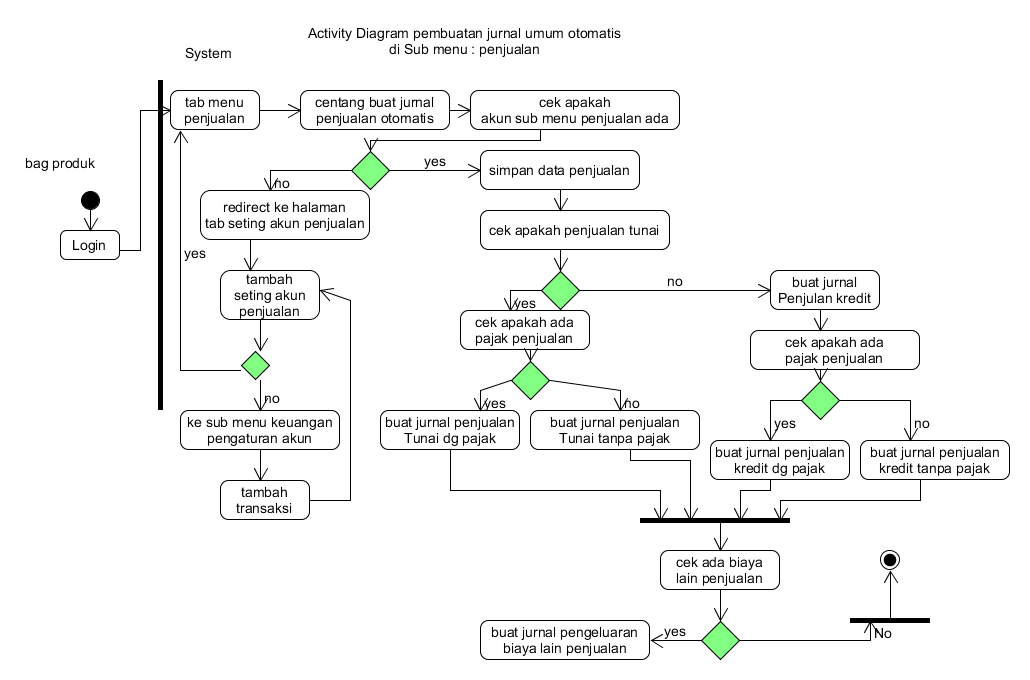 Activity Diagram pembuatan jurnal umum otomatis
di Sub menu : penjualan
System
tab menu
penjualan
centang buat jurnal
penjualan otomatis
cek apakah
akun sub menu penjualan ada
bag produk
yes
simpan data penjualan
no
redirect ke halaman
tab seting akun penjualan
Login
cek apakah penjualan tunai
yes
tambah
seting akun
penjualan
no
buat jurnal
Penjulan kredit
yes
cek apakah ada
pajak penjualan
cek apakah ada
pajak penjualan
no
yes
no
ke sub menu keuangan
pengaturan akun
buat jurnal penjualan
Tunai dg pajak
buat jurnal penjualan
Tunai tanpa pajak
yes
no
buat jurnal penjualan
kredit dg pajak
buat jurnal penjualan
kredit tanpa pajak
tambah
transaksi
cek ada biaya
lain penjualan
buat jurnal pengeluaran
biaya lain penjualan
yes
No